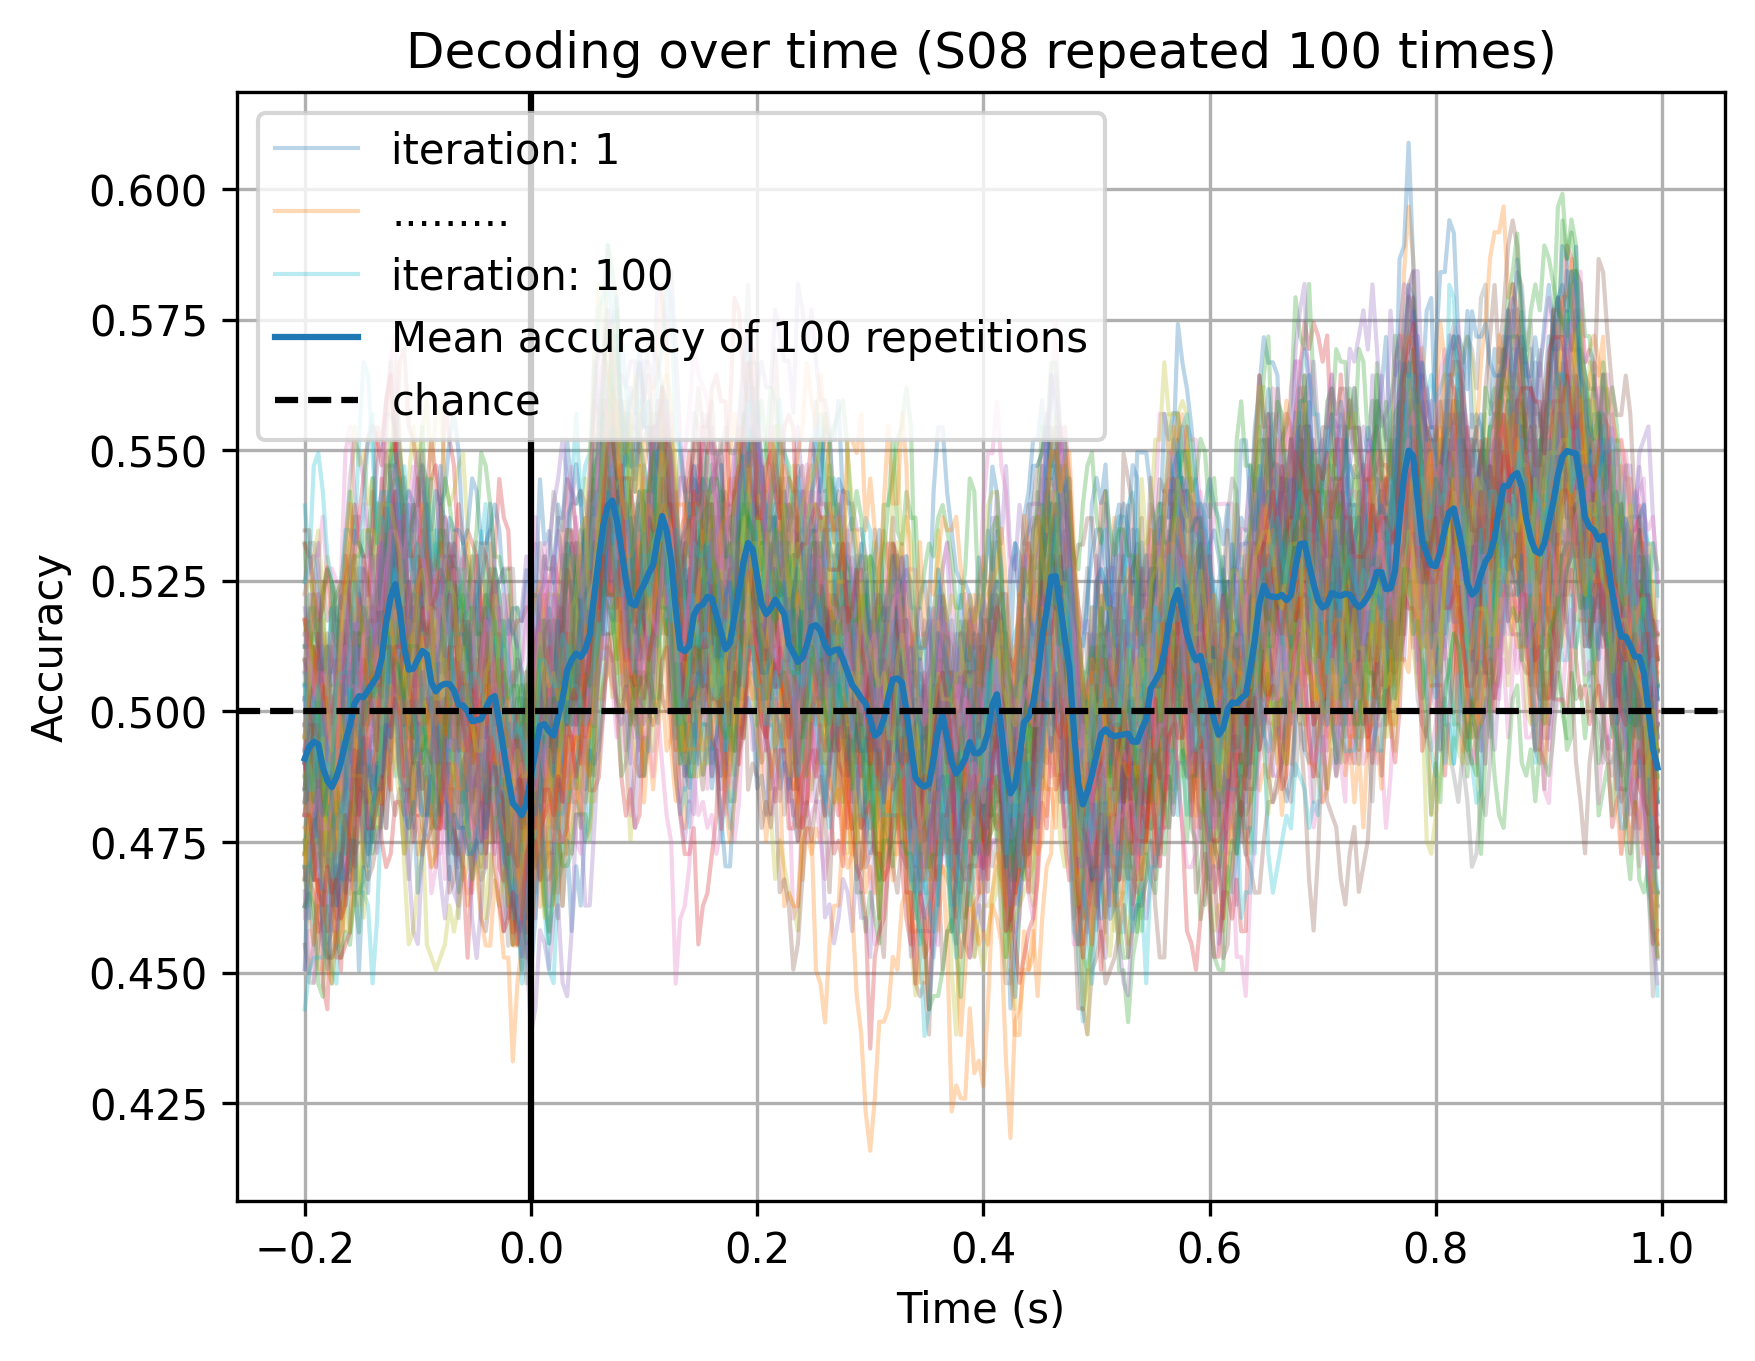 Decoding over time (S08 repeated 100 times)
iteration: 1
.........
iteration: 100
Mean accuracy of 100 repetitions
chance
Accuracy
0.600
0.575
0.550
0.525
0.500
0.475
0.450
0.425
−0.2
0.0
0.2
0.4
0.6
0.8
1.0
Time (s)